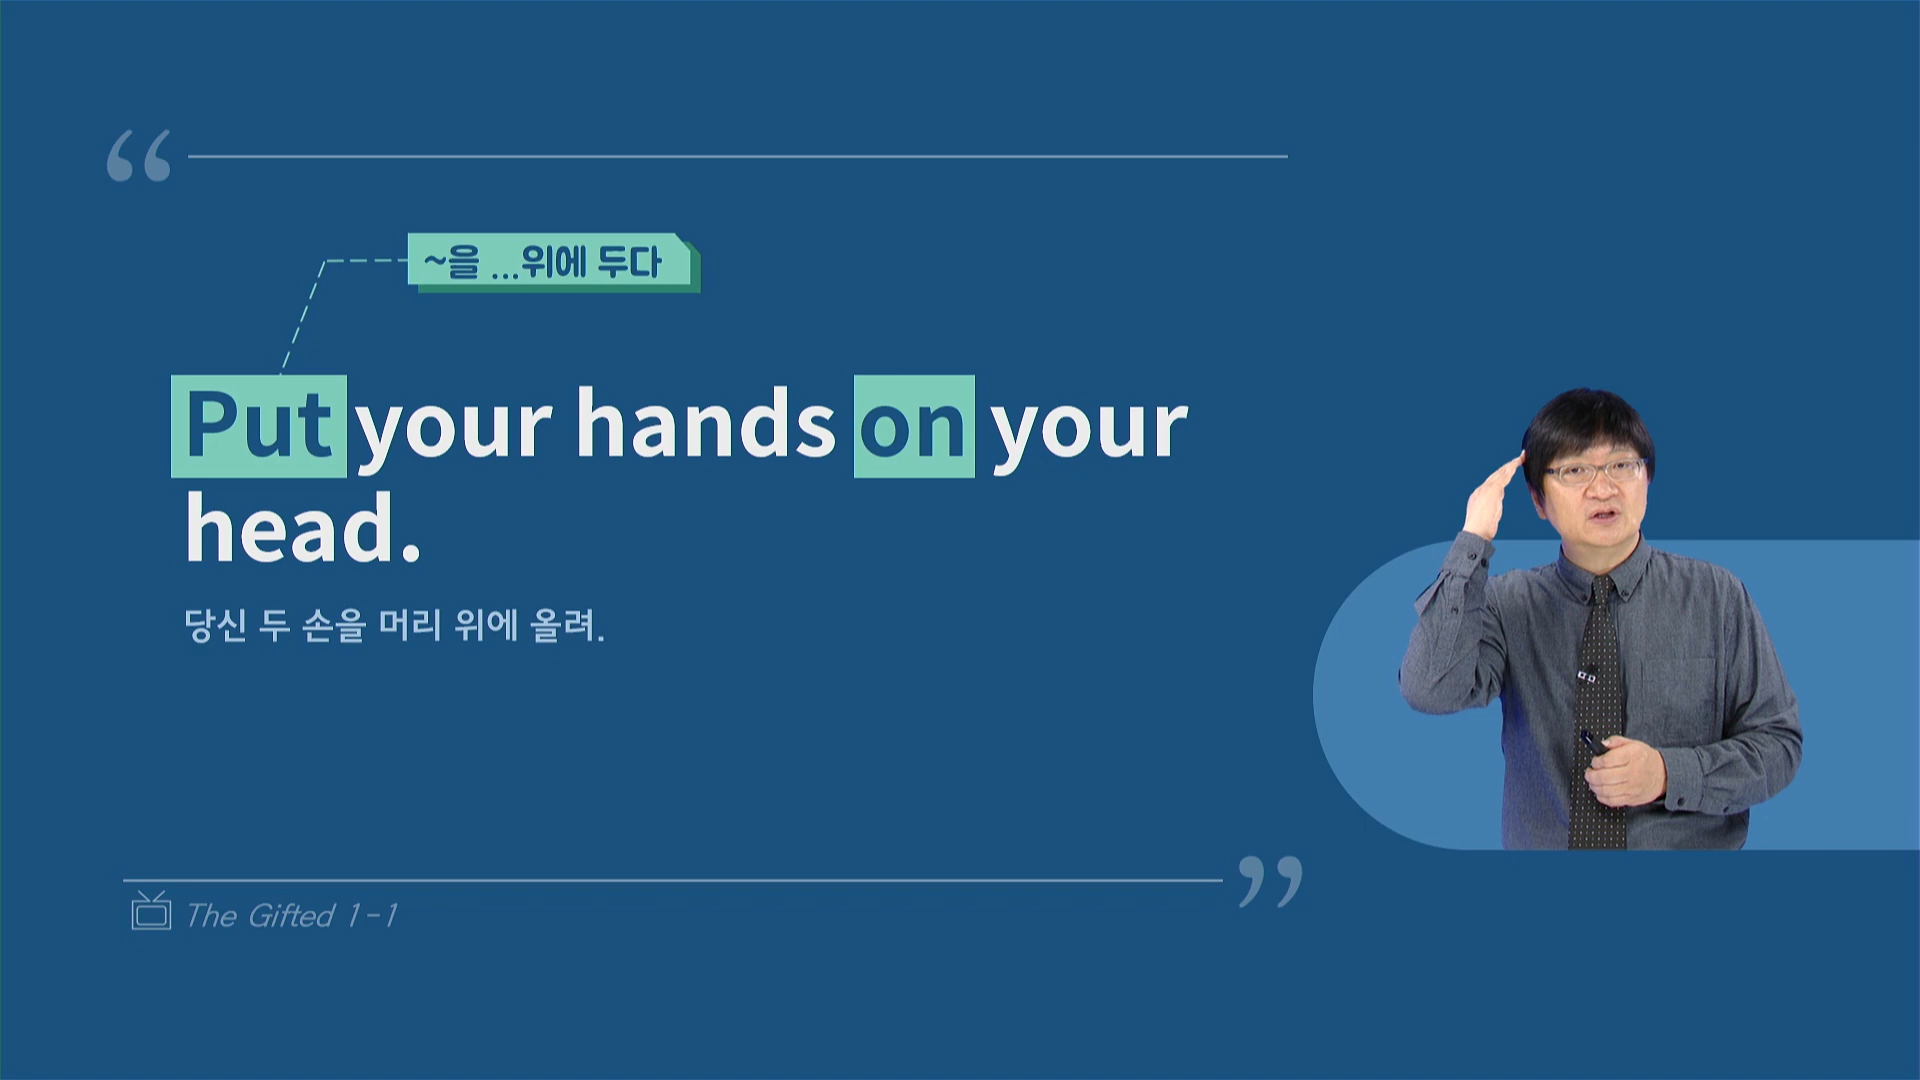 ~을 ...위에 두다
Put your hands on your
head.
당신 두 손을 머리 위에 올려.
The Gifted 1-1